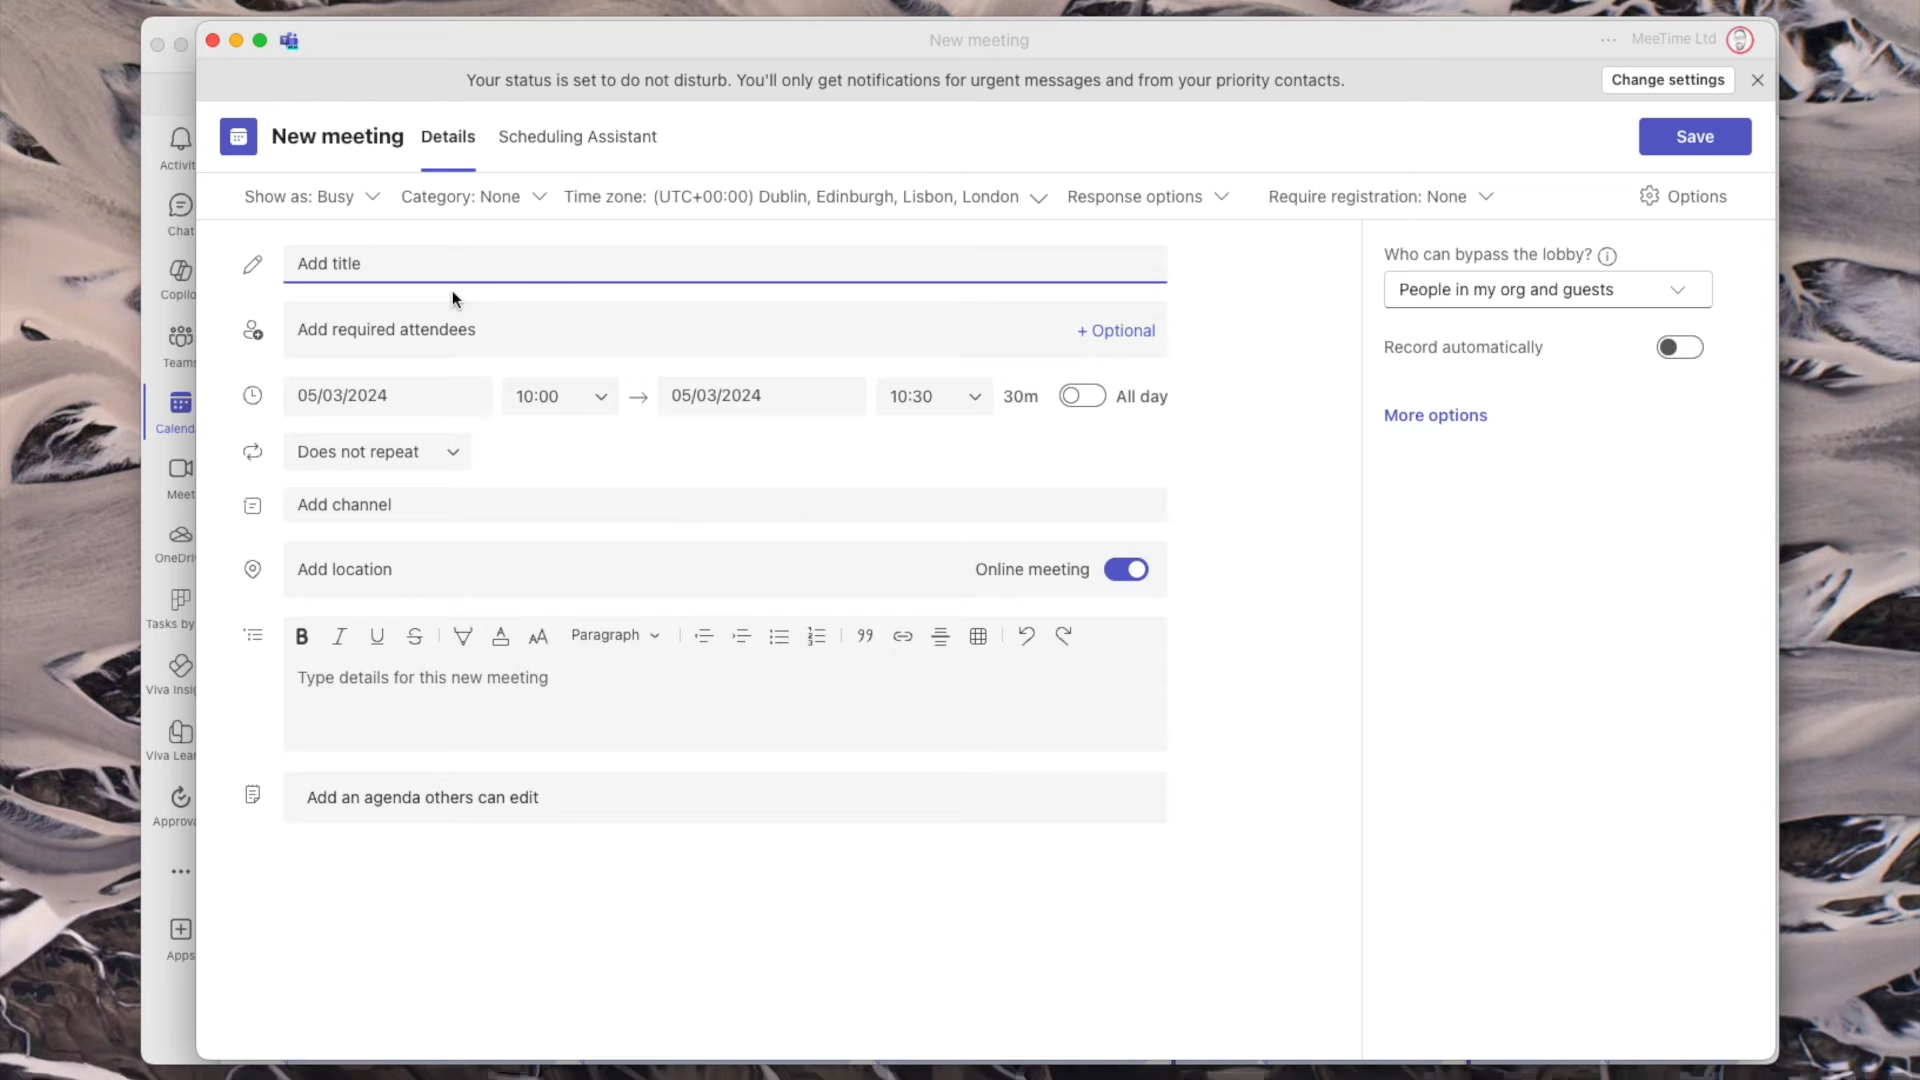 New meeting
MeeTime Ltd
Your status is set to do not disturb. You'll only get notifications for urgent messages and from your priority contacts.
Change settings
New meeting
Details
Scheduling Assistant
Save
Show as: Busy
Category: None
Time zone: (UTC+00:00) Dublin, Edinburgh, Lisbon, London
Response options
Require registration: None
Options
Activit
Chat
Copilo
Teams
Calend
Meet
OneDri
Tasks by
Viva Insig
Viva Lear
Approva
Apps
Add title
Add required attendees
+ Optional
05/03/2024
10:00
05/03/2024
10:30
30m
All day
Does not repeat
Add channel
Add location
Online meeting
Paragraph
Type details for this new meeting
Add an agenda others can edit
Who can bypass the lobby?
People in my org and guests
Record automatically
More options